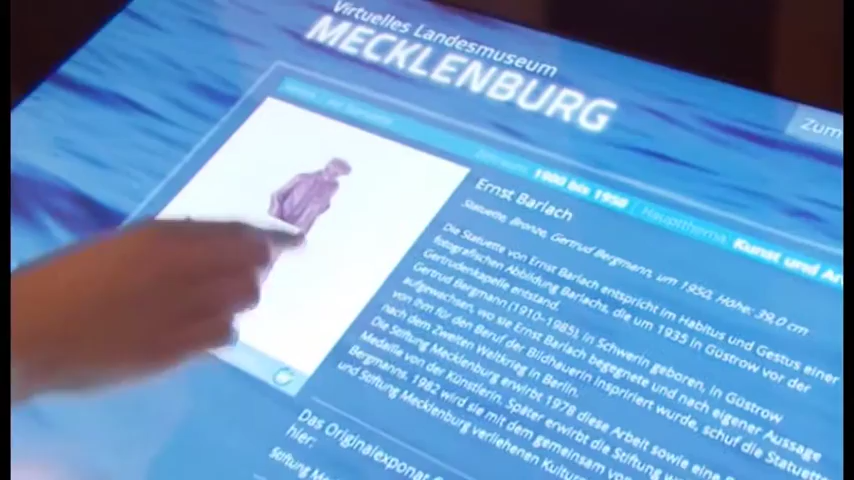 Virtuelles Landesmuseum
MECKLENBURG
Zum
1900 bis 1950 / Hauptthema: Kunst und Ar
Ernst Barlach
Statuette, Bronze, Gertrud Bergmann, um 1950, Höhe: 39,0 cm
Die Statuette von Ernst Barlach entspricht im Habitus und Gestus einer
fotografischen Abbildung Barlachs, die um 1935 in Güstrow vor der
Gertrudenkapelle entstand.
Gertrud Bergmann (1910-1985), in Schwerin geboren, in Güstrow
aufgewachsen, wo sie Ernst Barlach begegnete und nach eigener Aussage
von ihm für den Beruf der Bildhauerin inspiriert wurde, schuf die Statuette
nach dem Zweiten Weltkrieg in Berlin.
Die Stiftung Mecklenburg erwirbt 1978 diese Arbeit sowie eine
Medaille von der Künstlerin. Später erwirbt die Stiftung
Bergmanns. 1982 wird sie mit dem gemeinsam von
und Stiftung Mecklenburg verliehenen
Das Originalexponat
hier:
Stiftung